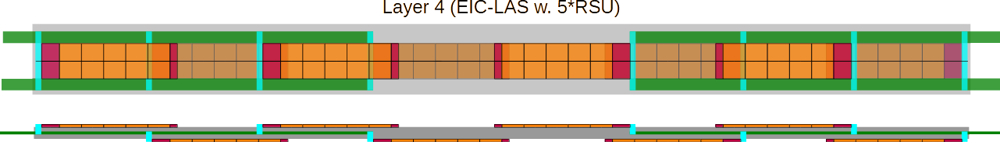 Layer 4 (EIC-LAS w. 5*RSU)